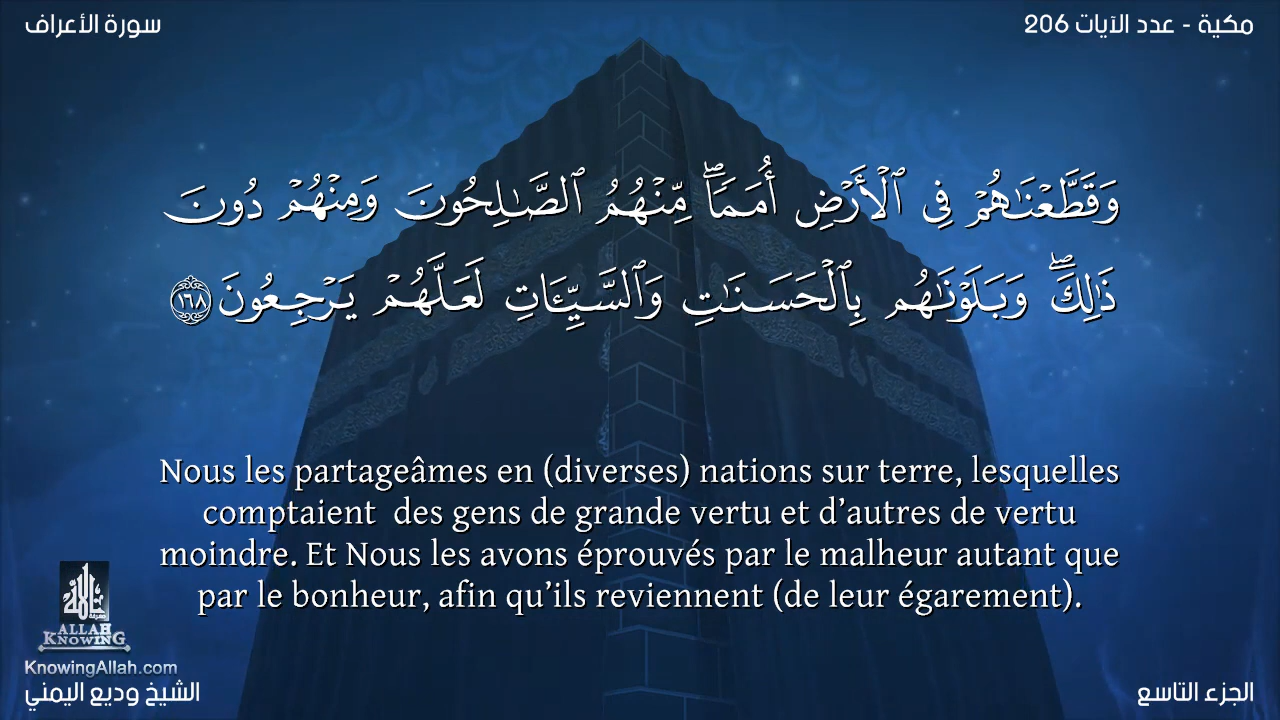 سورة الأعراف
مكية - عدد الآيات 206
وَقَطَّعْنَٰهُمْ فِى ٱلْأَرْضِ أُمَمًا ۖ مِّنْهُمُ ٱلصَّٰلِحُونَ وَمِنْهُمْ دُونَ
ذَٰلِكَ ۖ وَبَلَوْنَٰهُم بِٱلْحَسَنَٰتِ وَٱلسَّيِّـَٔاتِ لَعَلَّهُمْ يَرْجِعُونَ ١٦٨
Nous les partageâmes en (diverses) nations sur terre, lesquelles
comptaient des gens de grande vertu et d’autres de vertu
moindre. Et Nous les avons éprouvés par le malheur autant que
par le bonheur, afin qu’ils reviennent (de leur égarement).
ALLAH
KNOWING
KnowingAllah.com
الشيخ وديع اليمني
الجزء التاسع